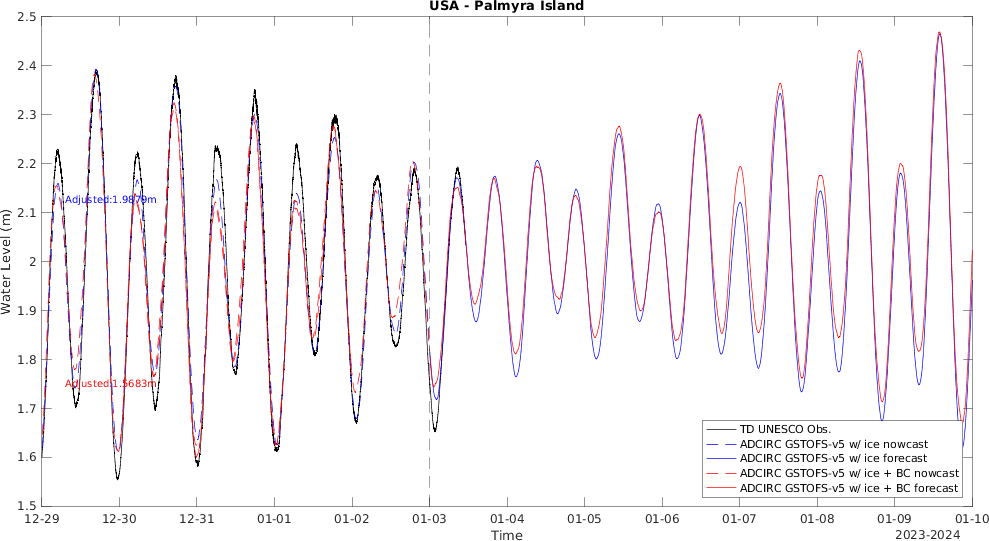 USA - Palmyra Island
2.5
2.4
2.3
2.2
2.1
2
1.9
1.8
1.7
1.6
1.5
Water Level (m)
Adjusted:1.9879m
Adjusted:1.5683m
TD UNESCO Obs.
ADCIRC GSTOFS-v5 w/ ice nowcast
ADCIRC GSTOFS-v5 w/ ice forecast
ADCIRC GSTOFS-v5 w/ ice + BC nowcast
ADCIRC GSTOFS-v5 w/ ice + BC forecast
12-29 12-30 12-31 01-01 01-02 01-03 01-04 01-05 01-06 01-07 01-08 01-09 01-10
Time
2023-2024